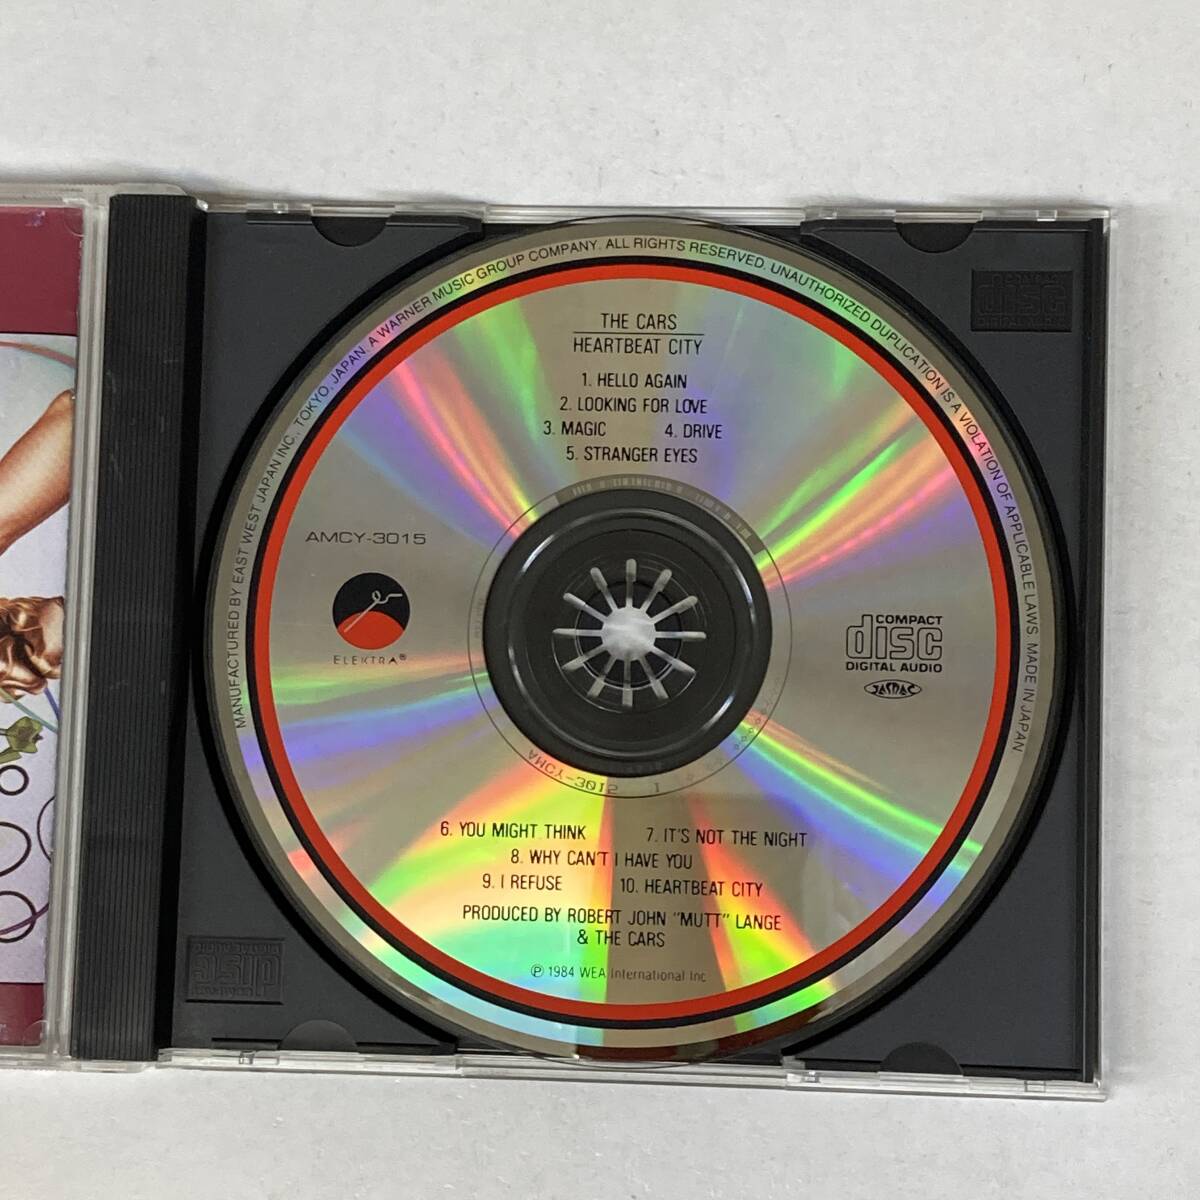 MANUFACTURED BY EAST WEST JAPAN INC., TOKYO, JAPAN. A WARNER MUSIC GROUP COMPANY. ALL RIGHTS RESERVED. UNAUTHORIZED DUPLICATION IS A VIOLATION OF APPLICABLE LAWS. MADE IN JAPAN
THE CARS
HEARTBEAT CITY
1. HELLO AGAIN
2. LOOKING FOR LOVE
3. MAGIC 4. DRIVE
5. STRANGER EYES
AMCY-3015
ELEKTRA®
COMPACT
disc
DIGITAL AUDIO
JASRAC
AMCY-3015 1
6. YOU MIGHT THINK 7. IT'S NOT THE NIGHT
8. WHY CAN'T I HAVE YOU
9. I REFUSE 10. HEARTBEAT CITY
PRODUCED BY ROBERT JOHN "MUTT" LANGE
& THE CARS
℗ 1984 WEA International Inc
disc
disc